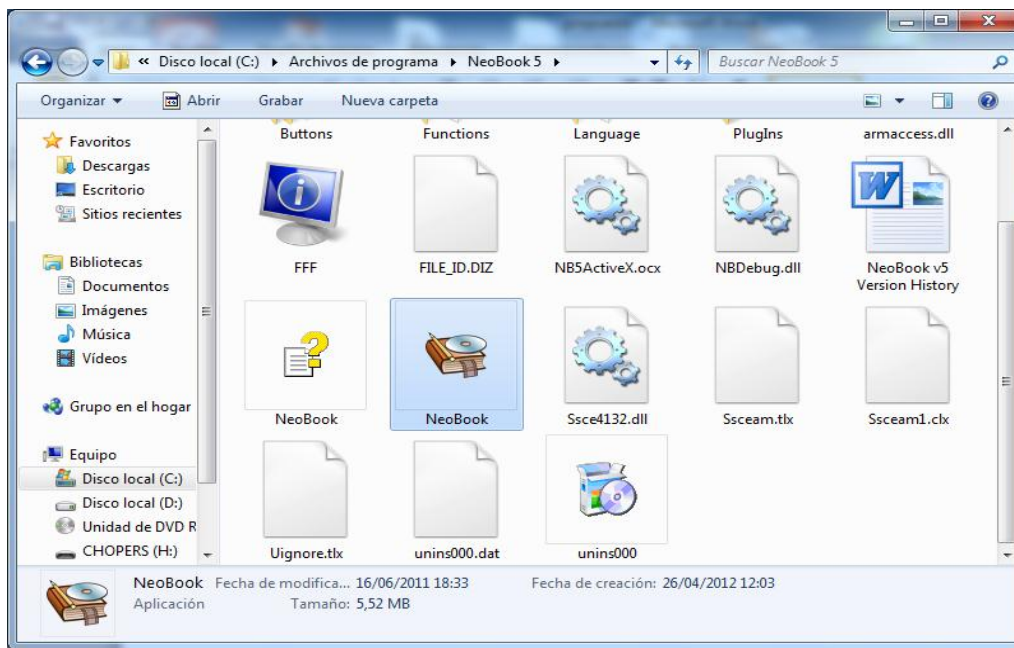 « Disco local (C:) ▸ Archivos de programa ▸ NeoBook 5 ▸
Buscar NeoBook 5
Organizar Abrir Grabar Nueva carpeta
Favoritos
Descargas
Escritorio
Sitios recientes
Bibliotecas
Documentos
Imágenes
Música
Vídeos
Grupo en el hogar
Equipo
Disco local (C:)
Disco local (D:)
Unidad de DVD R
CHOPERS (H:)
Buttons Functions Language PlugIns armaccess.dll
FFF FILE_ID.DIZ NB5ActiveX.ocx NBDebug.dll NeoBook v5
Version History
NeoBook NeoBook Ssce4132.dll Ssceam.tlx Ssceam1.clx
Uignore.tlx unins000.dat unins000
NeoBook Fecha de modifica... 16/06/2011 18:33 Fecha de creación: 26/04/2012 12:03
Aplicación Tamaño: 5,52 MB